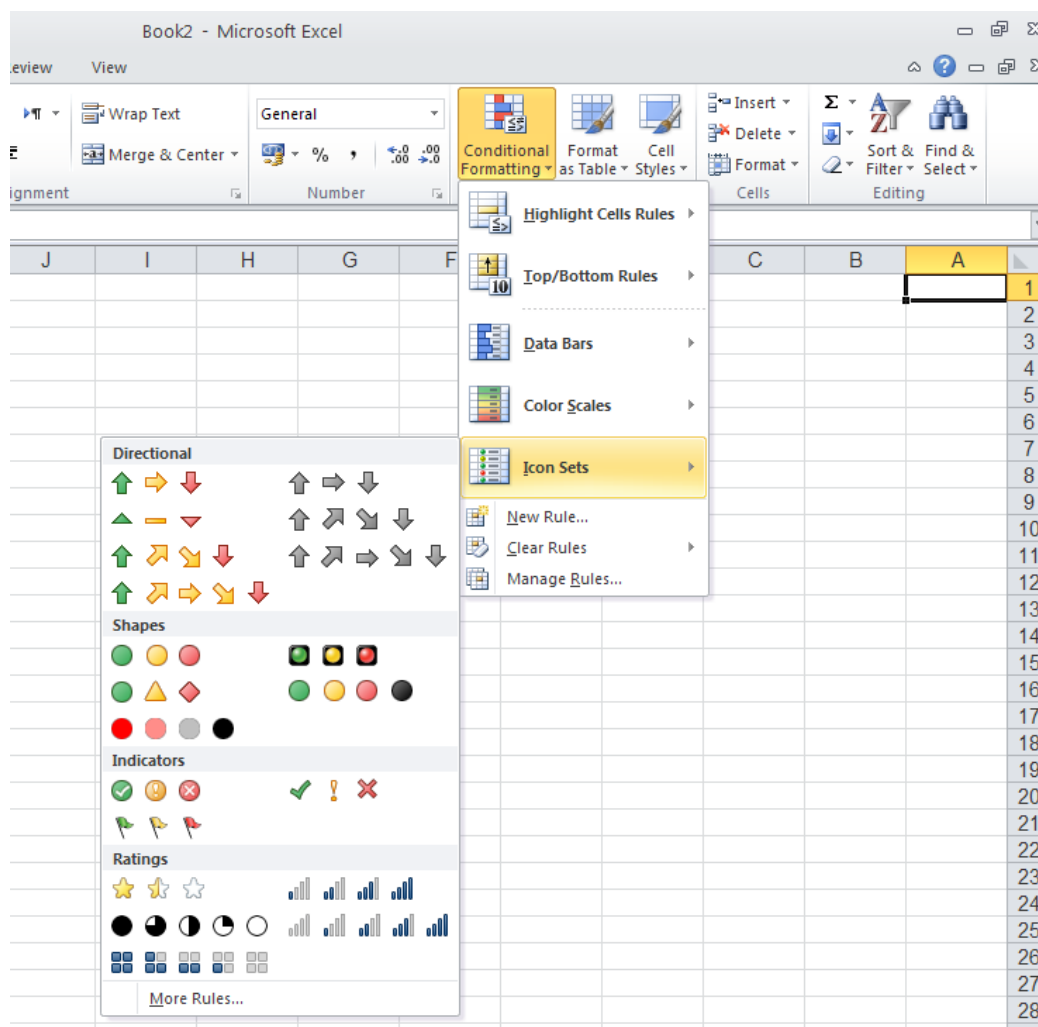 Book2 - Microsoft Excel
eview View
Wrap Text
Merge & Center
ignment
General
%
.00 .00
Number
Conditional Formatting
Format as Table
Cell Styles
Insert
Delete
Format
Cells
Σ
Sort & Filter
Find & Select
Editing
J I H G F C B A
Highlight Cells Rules
Top/Bottom Rules
Data Bars
Color Scales
Icon Sets
New Rule...
Clear Rules
Manage Rules...
Directional
Shapes
Indicators
Ratings
More Rules...
1
2
3
4
5
6
7
8
9
10
11
12
13
14
15
16
17
18
19
20
21
22
23
24
25
26
27
28